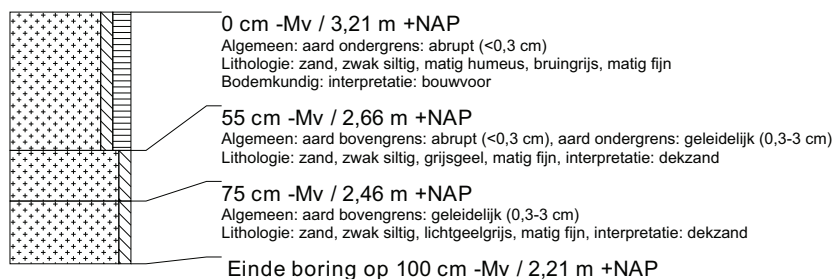 0 cm -Mv / 3,21 m +NAP
Algemeen: aard ondergrens: abrupt (<0,3 cm)
Lithologie: zand, zwak siltig, matig humeus, bruingrijs, matig fijn
Bodemkundig: interpretatie: bouwvoor
55 cm -Mv / 2,66 m +NAP
Algemeen: aard bovengrens: abrupt (<0,3 cm), aard ondergrens: geleidelijk (0,3-3 cm)
Lithologie: zand, zwak siltig, grijsgeel, matig fijn, interpretatie: dekzand
75 cm -Mv / 2,46 m +NAP
Algemeen: aard bovengrens: geleidelijk (0,3-3 cm)
Lithologie: zand, zwak siltig, lichtgeelgrijs, matig fijn, interpretatie: dekzand
Einde boring op 100 cm -Mv / 2,21 m +NAP